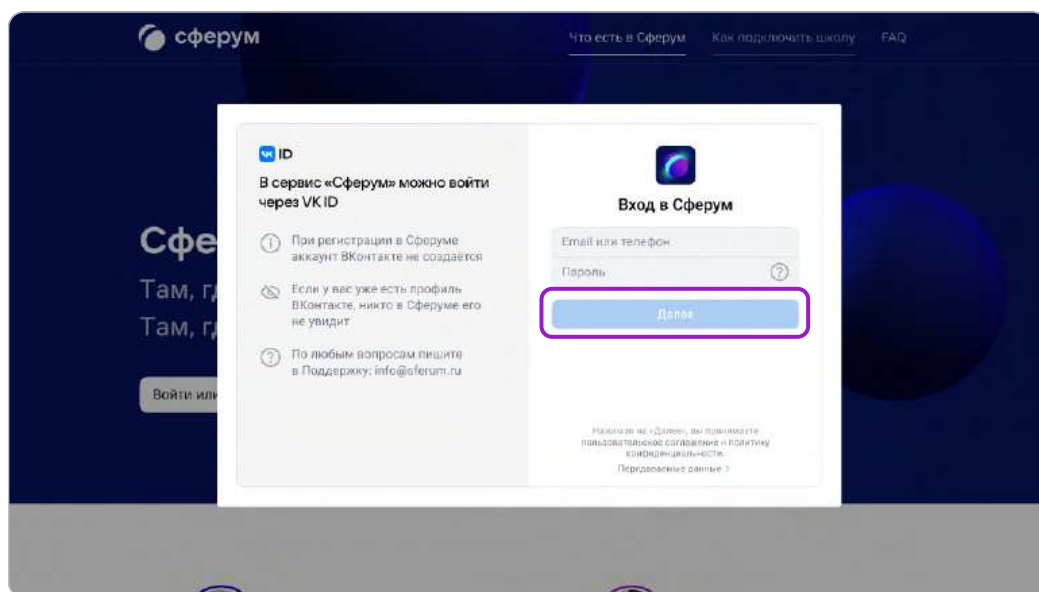 сферум
Что есть в Сферум
Как подключить школу
FAQ
VK ID
В сервис «Сферум» можно войти
через VK ID
При регистрации в Сферуме
аккаунт ВКонтакте не создаётся
Если у вас уже есть профиль
ВКонтакте, никто в Сферуме его
не увидит
По любым вопросам пишите
в Поддержку: info@sferum.ru
Вход в Сферум
Email или телефон
Пароль
Далее
Нажимая на «Далее», вы принимаете
пользовательское соглашение и политику
конфиденциальности.
Передаваемые данные
Сфе
Там, г
Там, г
Войти или